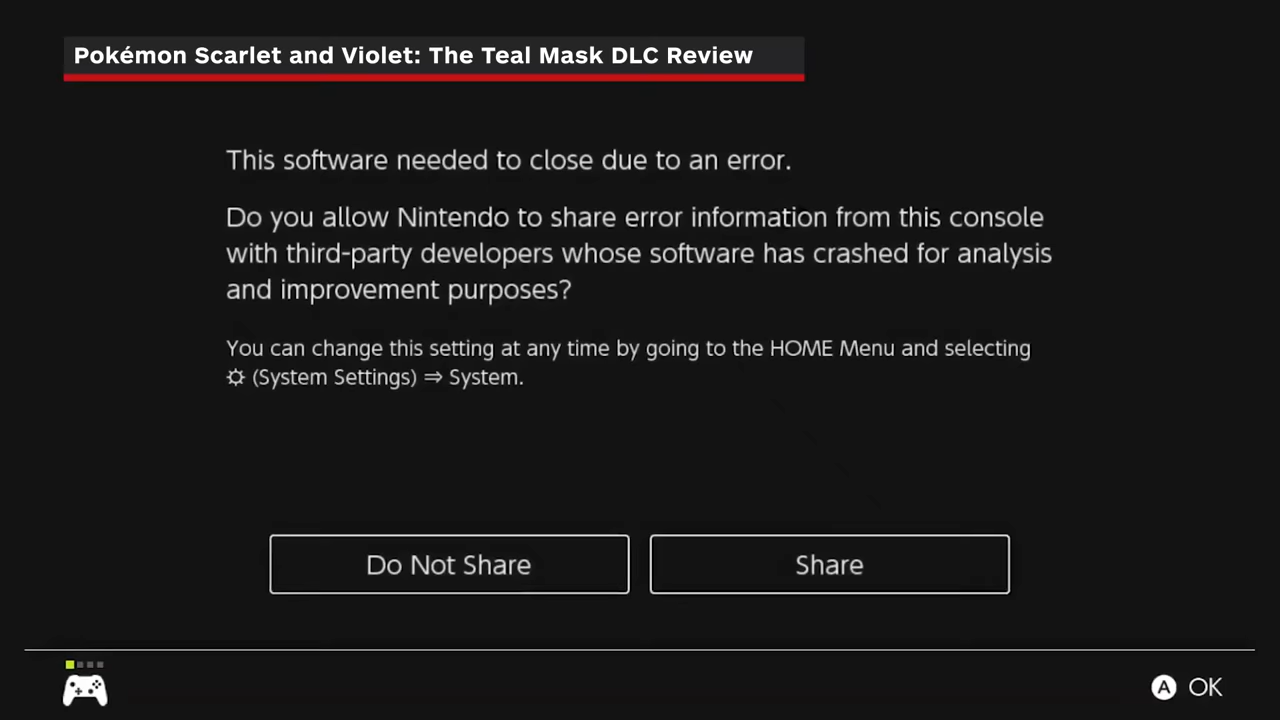 Pokémon Scarlet and Violet: The Teal Mask DLC Review
This software needed to close due to an error.
Do you allow Nintendo to share error information from this console
with third-party developers whose software has crashed for analysis
and improvement purposes?
You can change this setting at any time by going to the HOME Menu and selecting
(System Settings) ⇒ System.
Do Not Share
Share
A OK